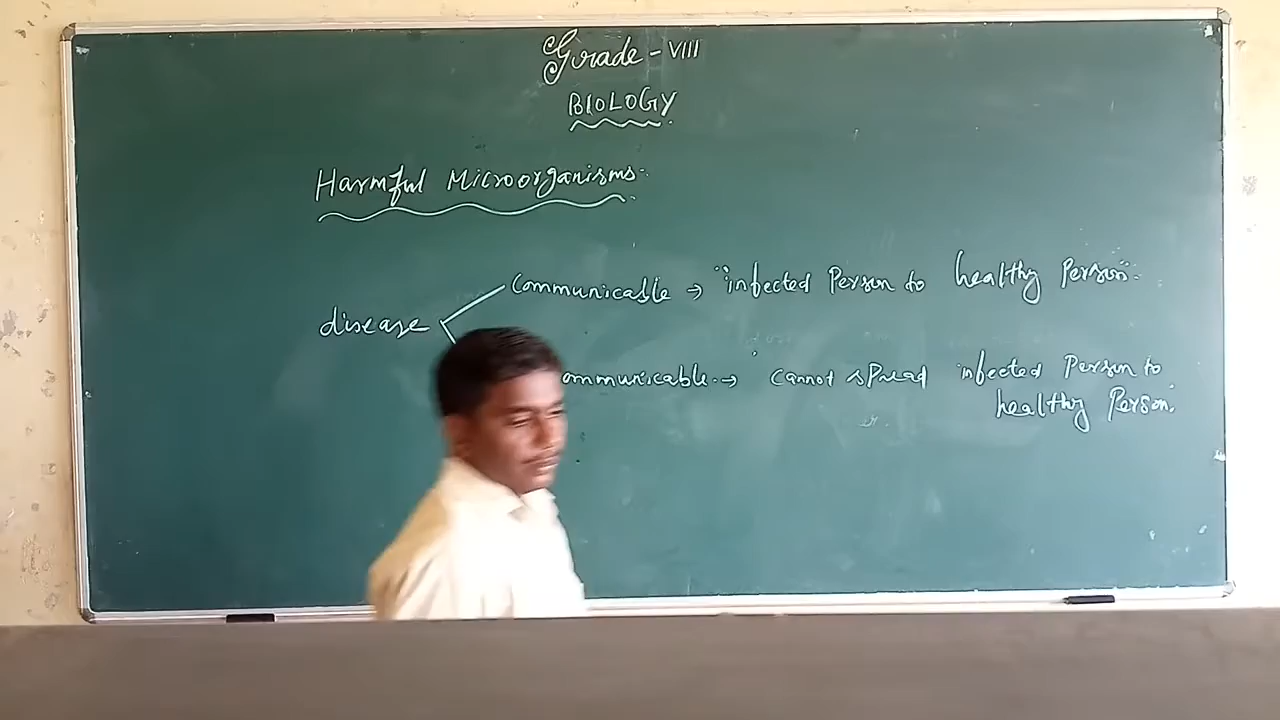 Grade - VIII
BIOLOGY
Harmful Microorganisms.
disease
Communicable → "infected Person to healthy Person".
ommunicable. → "cannot spread infected Person to
healthy Person."